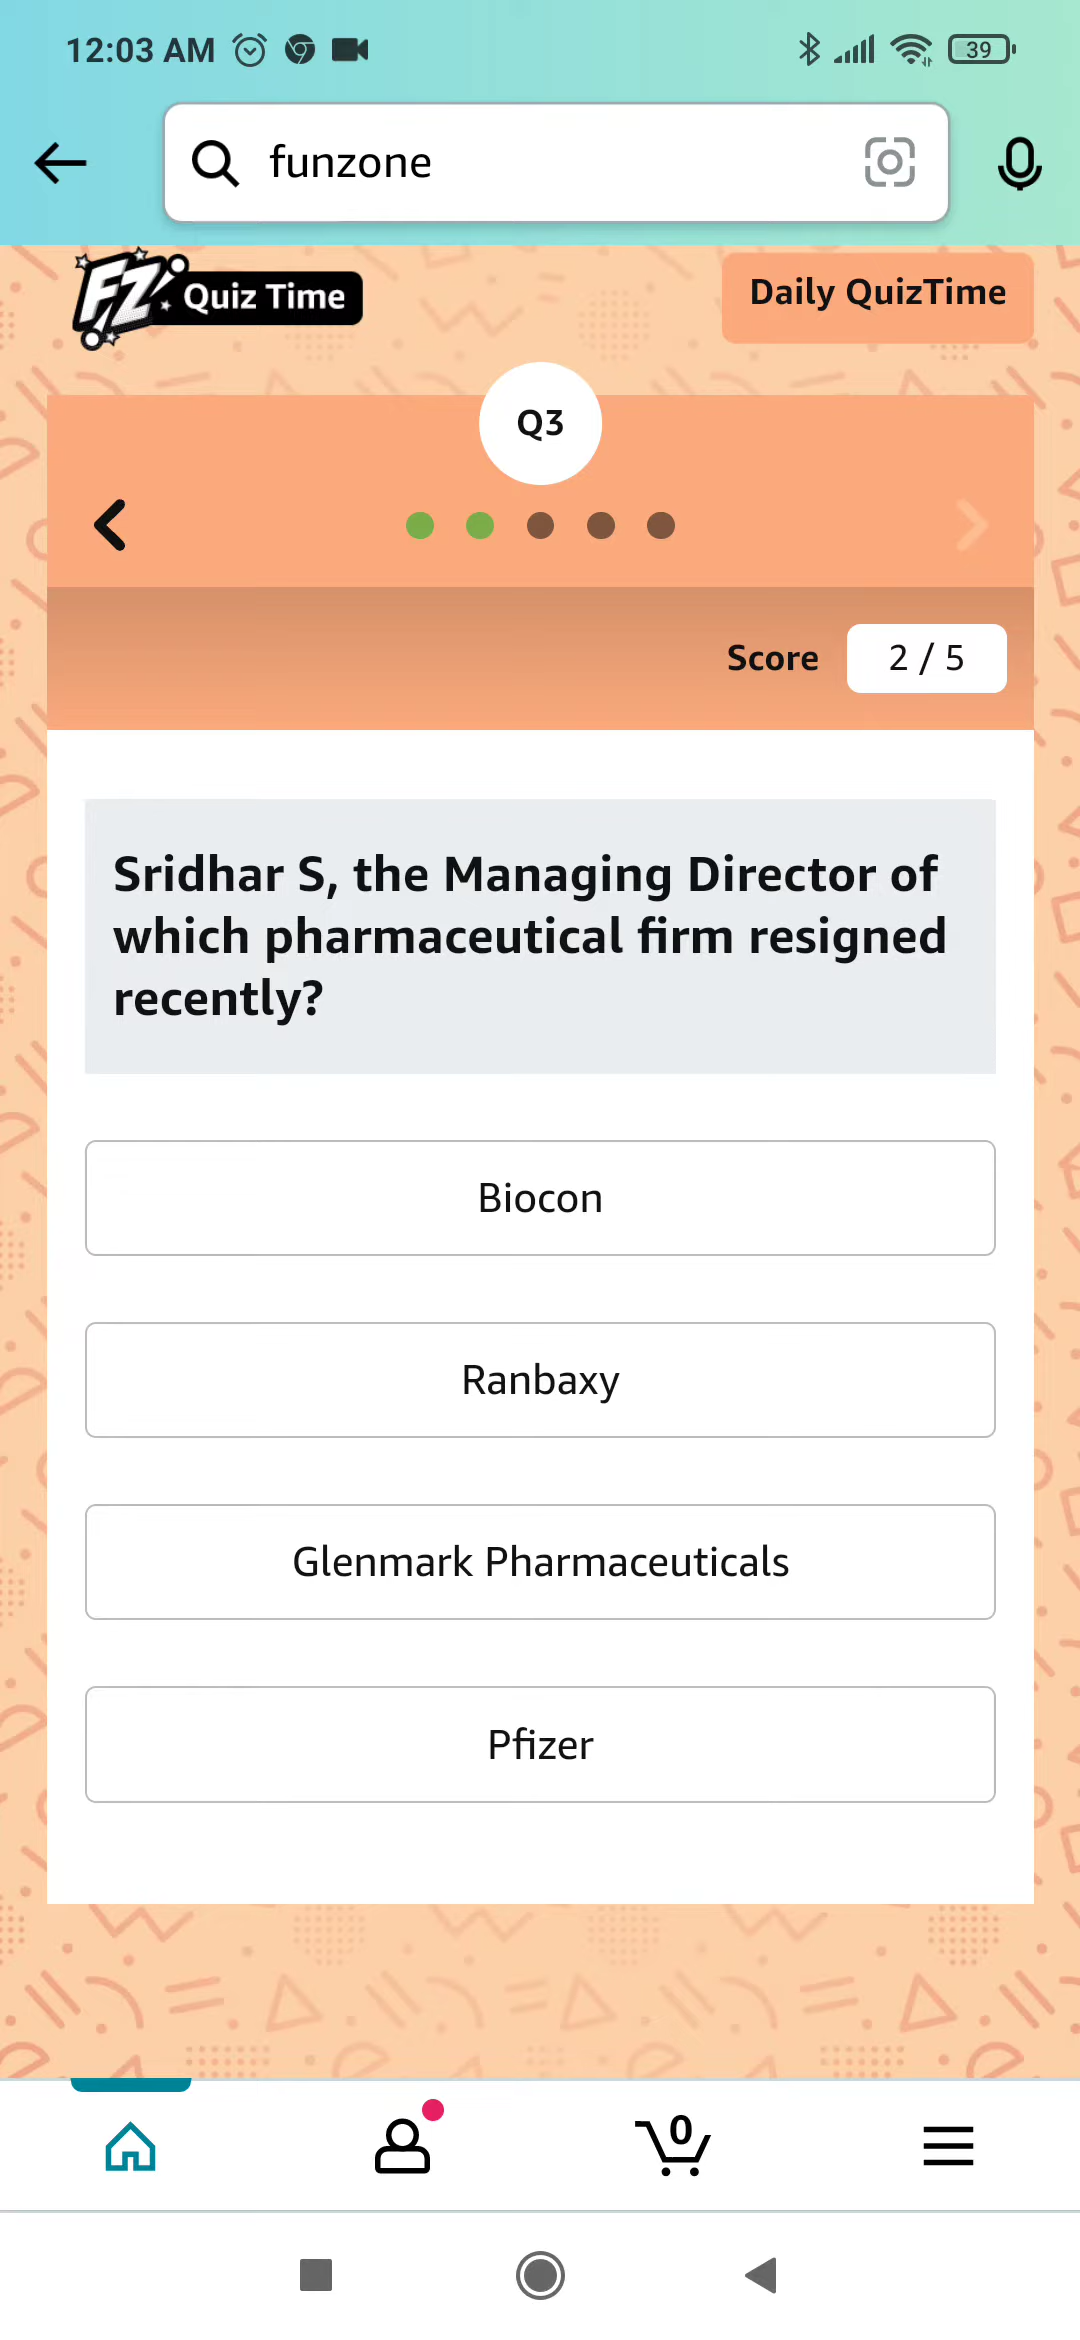 12:03 AM
39
funzone
FZ Quiz Time
Daily QuizTime
Q3
Score 2 / 5
Sridhar S, the Managing Director of
which pharmaceutical firm resigned
recently?
Biocon
Ranbaxy
Glenmark Pharmaceuticals
Pfizer
0